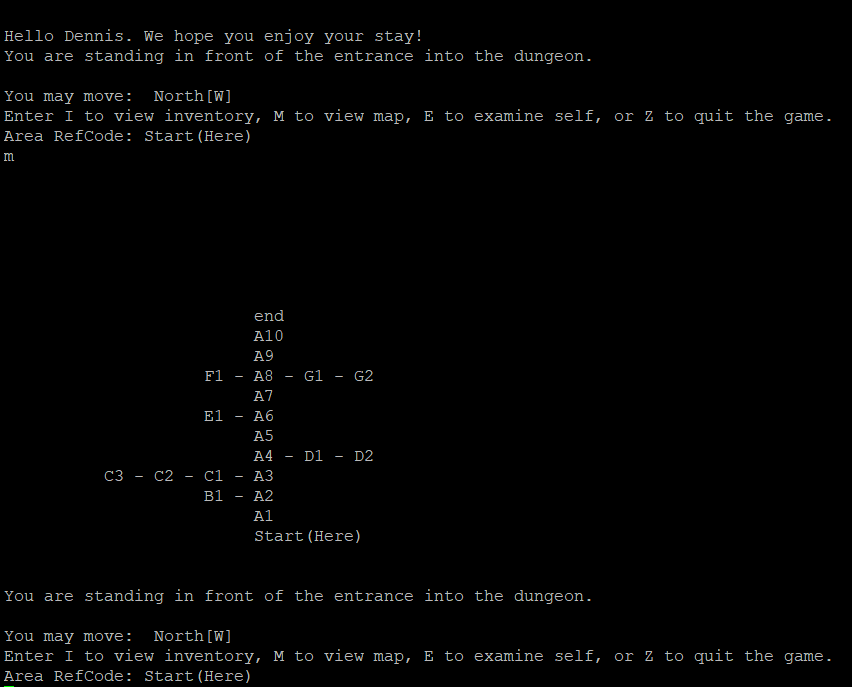 Hello Dennis. We hope you enjoy your stay!
You are standing in front of the entrance into the dungeon.
You may move:  North[W]
Enter I to view inventory, M to view map, E to examine self, or Z to quit the game.
Area RefCode: Start(Here)
m
end
A10
A9
F1 - A8 - G1 - G2
A7
E1 - A6
A5
A4 - D1 - D2
C3 - C2 - C1 - A3
B1 - A2
A1
Start(Here)
You are standing in front of the entrance into the dungeon.
You may move:  North[W]
Enter I to view inventory, M to view map, E to examine self, or Z to quit the game.
Area RefCode: Start(Here)